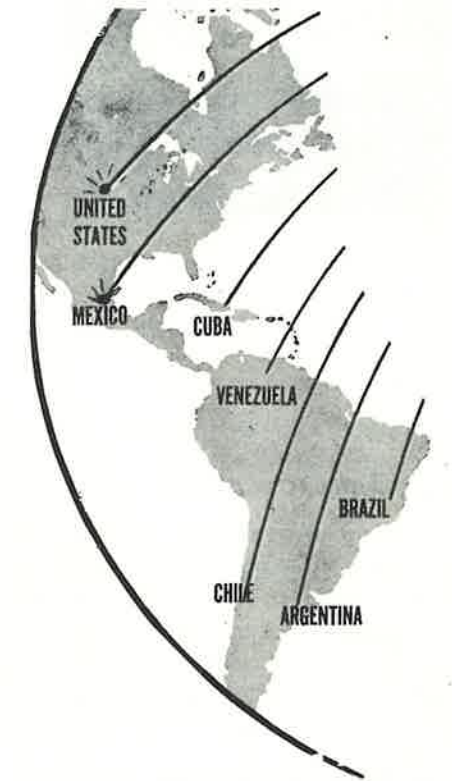 UNITED
STATES
MEXICO
CUBA
VENEZUELA
BRAZIL
CHILE
ARGENTINA